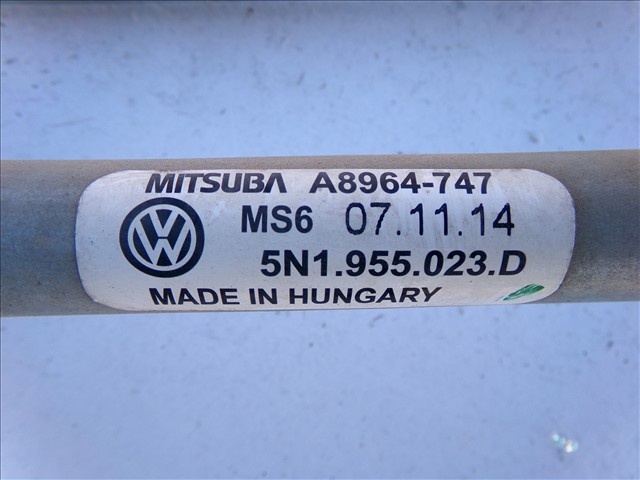 MITSUBA A8964-747
MS6 07.11.14
5N1.955.023.D
MADE IN HUNGARY